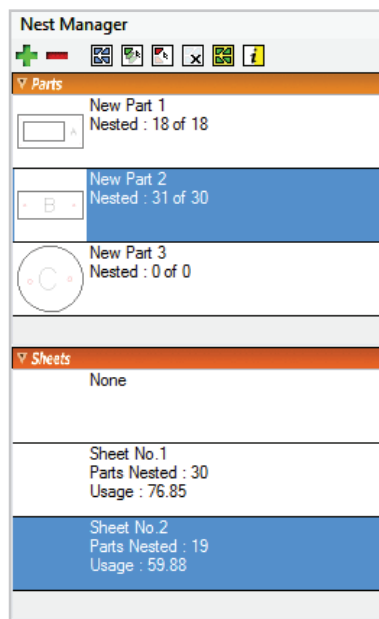 Nest Manager
Parts
New Part 1
Nested : 18 of 18
A
New Part 2
Nested : 31 of 30
B
New Part 3
Nested : 0 of 0
C
Sheets
None
Sheet No.1
Parts Nested : 30
Usage : 76.85
Sheet No.2
Parts Nested : 19
Usage : 59.88